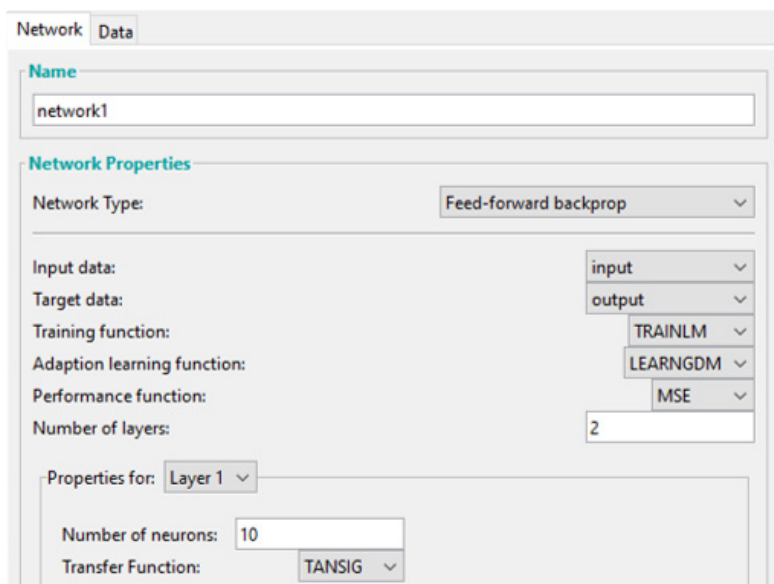 Network Data
Name
network1
Network Properties
Network Type: Feed-forward backprop
Input data: input
Target data: output
Training function: TRAINLM
Adaption learning function: LEARNGDM
Performance function: MSE
Number of layers: 2
Properties for: Layer 1
Number of neurons: 10
Transfer Function: TANSIG